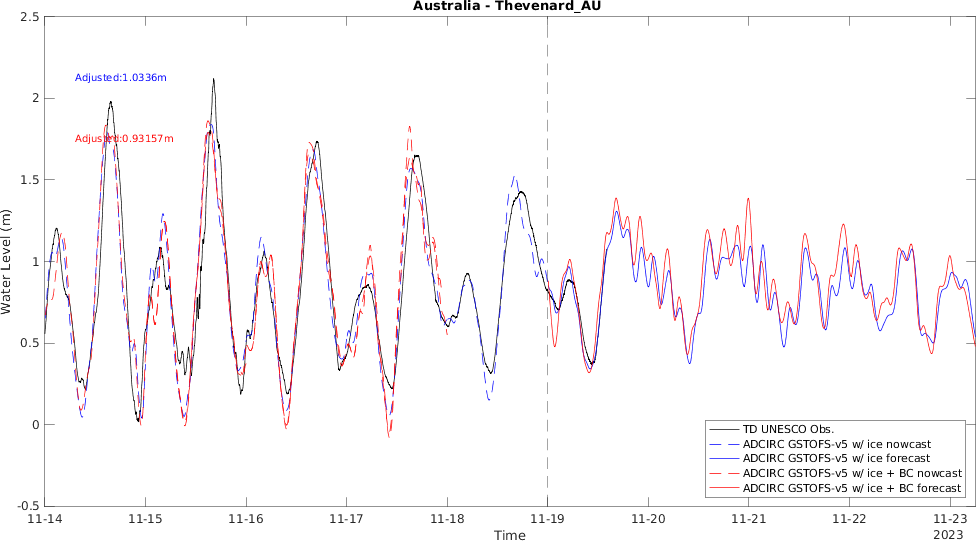 Australia - Thevenard_AU
2.5
2
1.5
1
0.5
0
-0.5
Water Level (m)
Adjusted:1.0336m
Adjusted:0.93157m
TD UNESCO Obs.
ADCIRC GSTOFS-v5 w/ ice nowcast
ADCIRC GSTOFS-v5 w/ ice forecast
ADCIRC GSTOFS-v5 w/ ice + BC nowcast
ADCIRC GSTOFS-v5 w/ ice + BC forecast
11-14 11-15 11-16 11-17 11-18 11-19 11-20 11-21 11-22 11-23
Time
2023